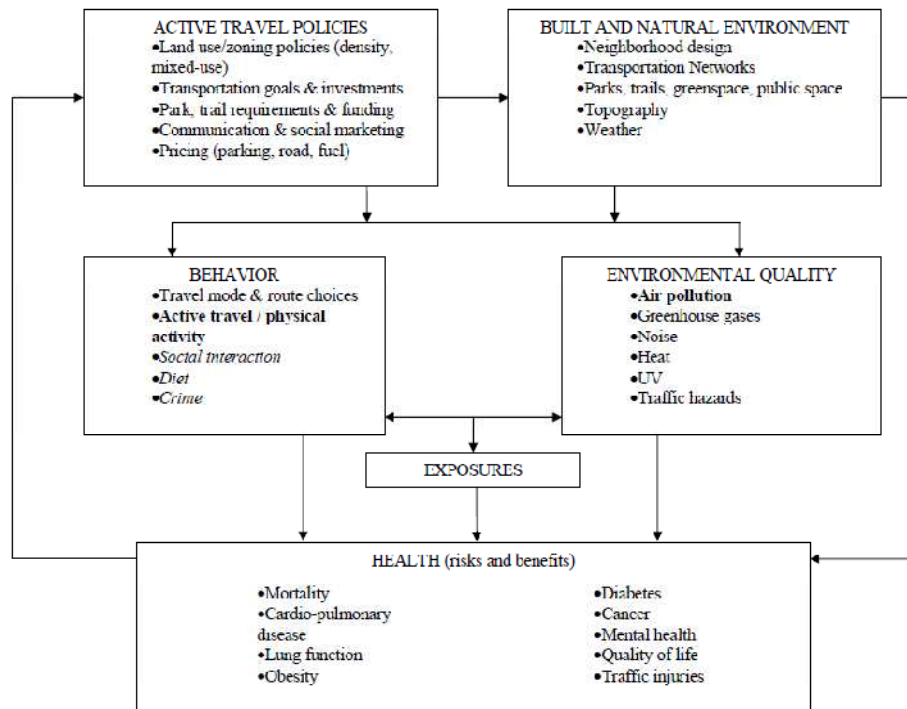 ACTIVE TRAVEL POLICIES
•Land use/zoning policies (density,
mixed-use)
•Transportation goals & investments
•Park, trail requirements & funding
•Communication & social marketing
•Pricing (parking, road, fuel)
BUILT AND NATURAL ENVIRONMENT
•Neighborhood design
•Transportation Networks
•Parks, trails, greenspace, public space
•Topography
•Weather
BEHAVIOR
•Travel mode & route choices
•Active travel / physical
activity
•Social interaction
•Diet
•Crime
ENVIRONMENTAL QUALITY
•Air pollution
•Greenhouse gases
•Noise
•Heat
•UV
•Traffic hazards
EXPOSURES
HEALTH (risks and benefits)
•Mortality
•Cardio-pulmonary
disease
•Lung function
•Obesity
•Diabetes
•Cancer
•Mental health
•Quality of life
•Traffic injuries